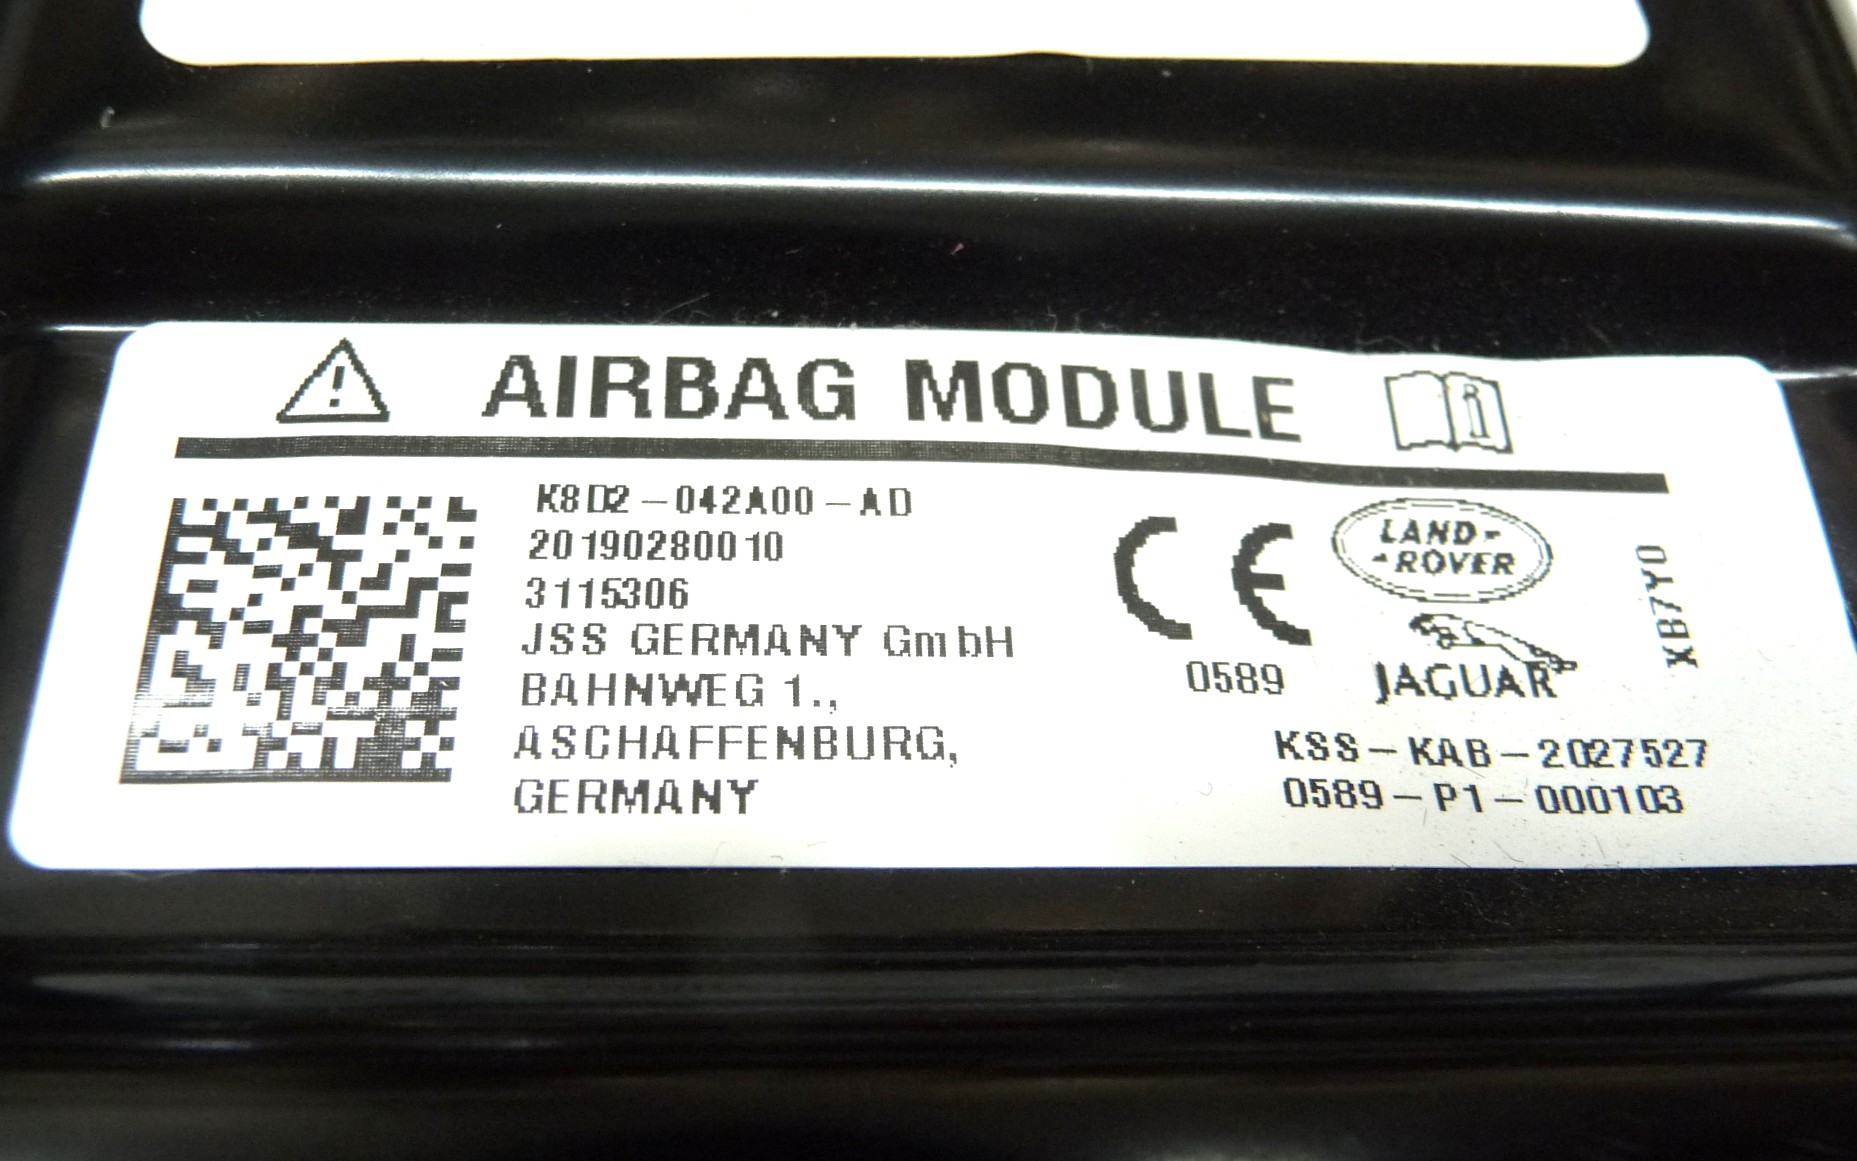 AIRBAG MODULE
K8D2-042A00-AD
20190280010
3115306
JSS GERMANY GmbH
BAHNWEG 1.,
ASCHAFFENBURG,
GERMANY
CE
0589
LAND-
-ROVER
JAGUAR
XB7Y0
KSS-KAB-2027527
0589-P1-000103